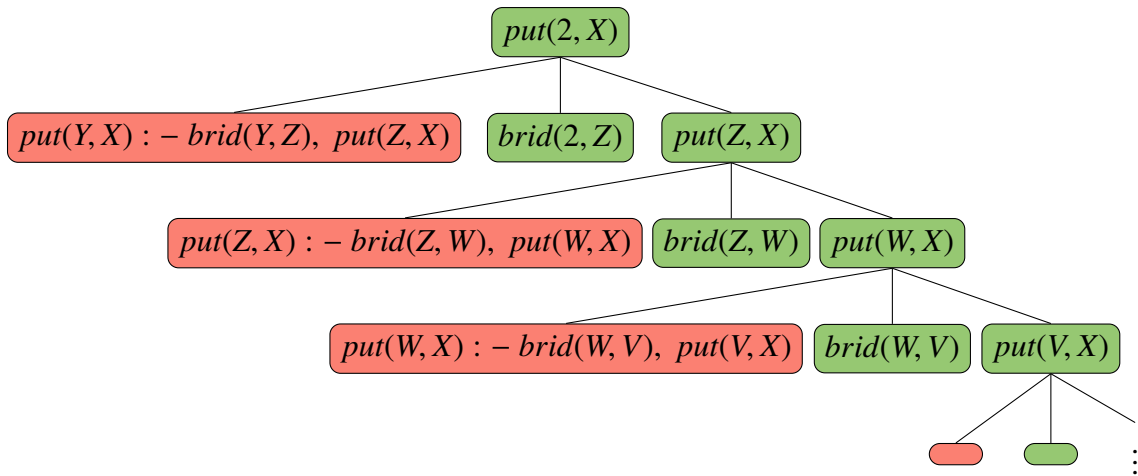 put(2, X)
put(Y, X) : − brid(Y, Z), put(Z, X)
brid(2, Z)
put(Z, X)
put(Z, X) : − brid(Z, W), put(W, X)
brid(Z, W)
put(W, X)
put(W, X) : − brid(W, V), put(V, X)
brid(W, V)
put(V, X)
⋮